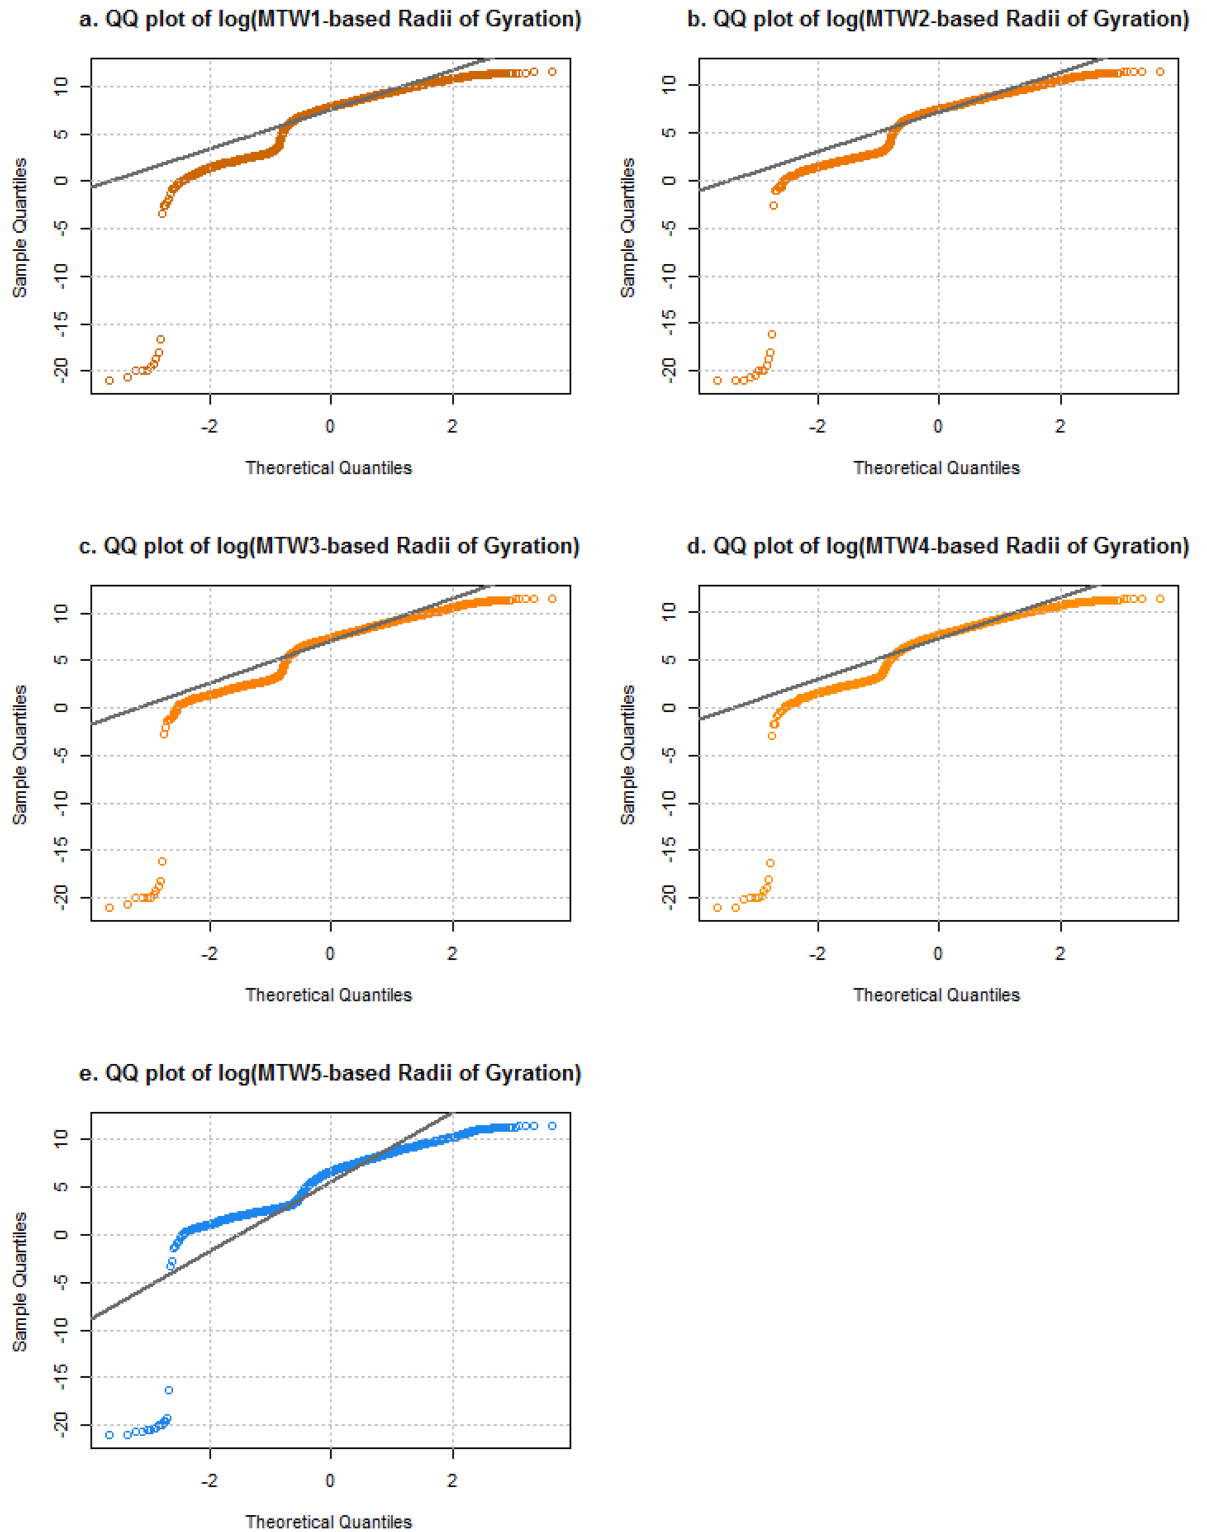 a. QQ plot of log(MTW1-based Radii of Gyration)
Sample Quantiles
10
5
0
-5
-10
-15
-20
-2 0 2
Theoretical Quantiles
b. QQ plot of log(MTW2-based Radii of Gyration)
Sample Quantiles
10
5
0
-5
-10
-15
-20
-2 0 2
Theoretical Quantiles
c. QQ plot of log(MTW3-based Radii of Gyration)
Sample Quantiles
10
5
0
-5
-10
-15
-20
-2 0 2
Theoretical Quantiles
d. QQ plot of log(MTW4-based Radii of Gyration)
Sample Quantiles
10
5
0
-5
-10
-15
-20
-2 0 2
Theoretical Quantiles
e. QQ plot of log(MTW5-based Radii of Gyration)
Sample Quantiles
10
5
0
-5
-10
-15
-20
-2 0 2
Theoretical Quantiles